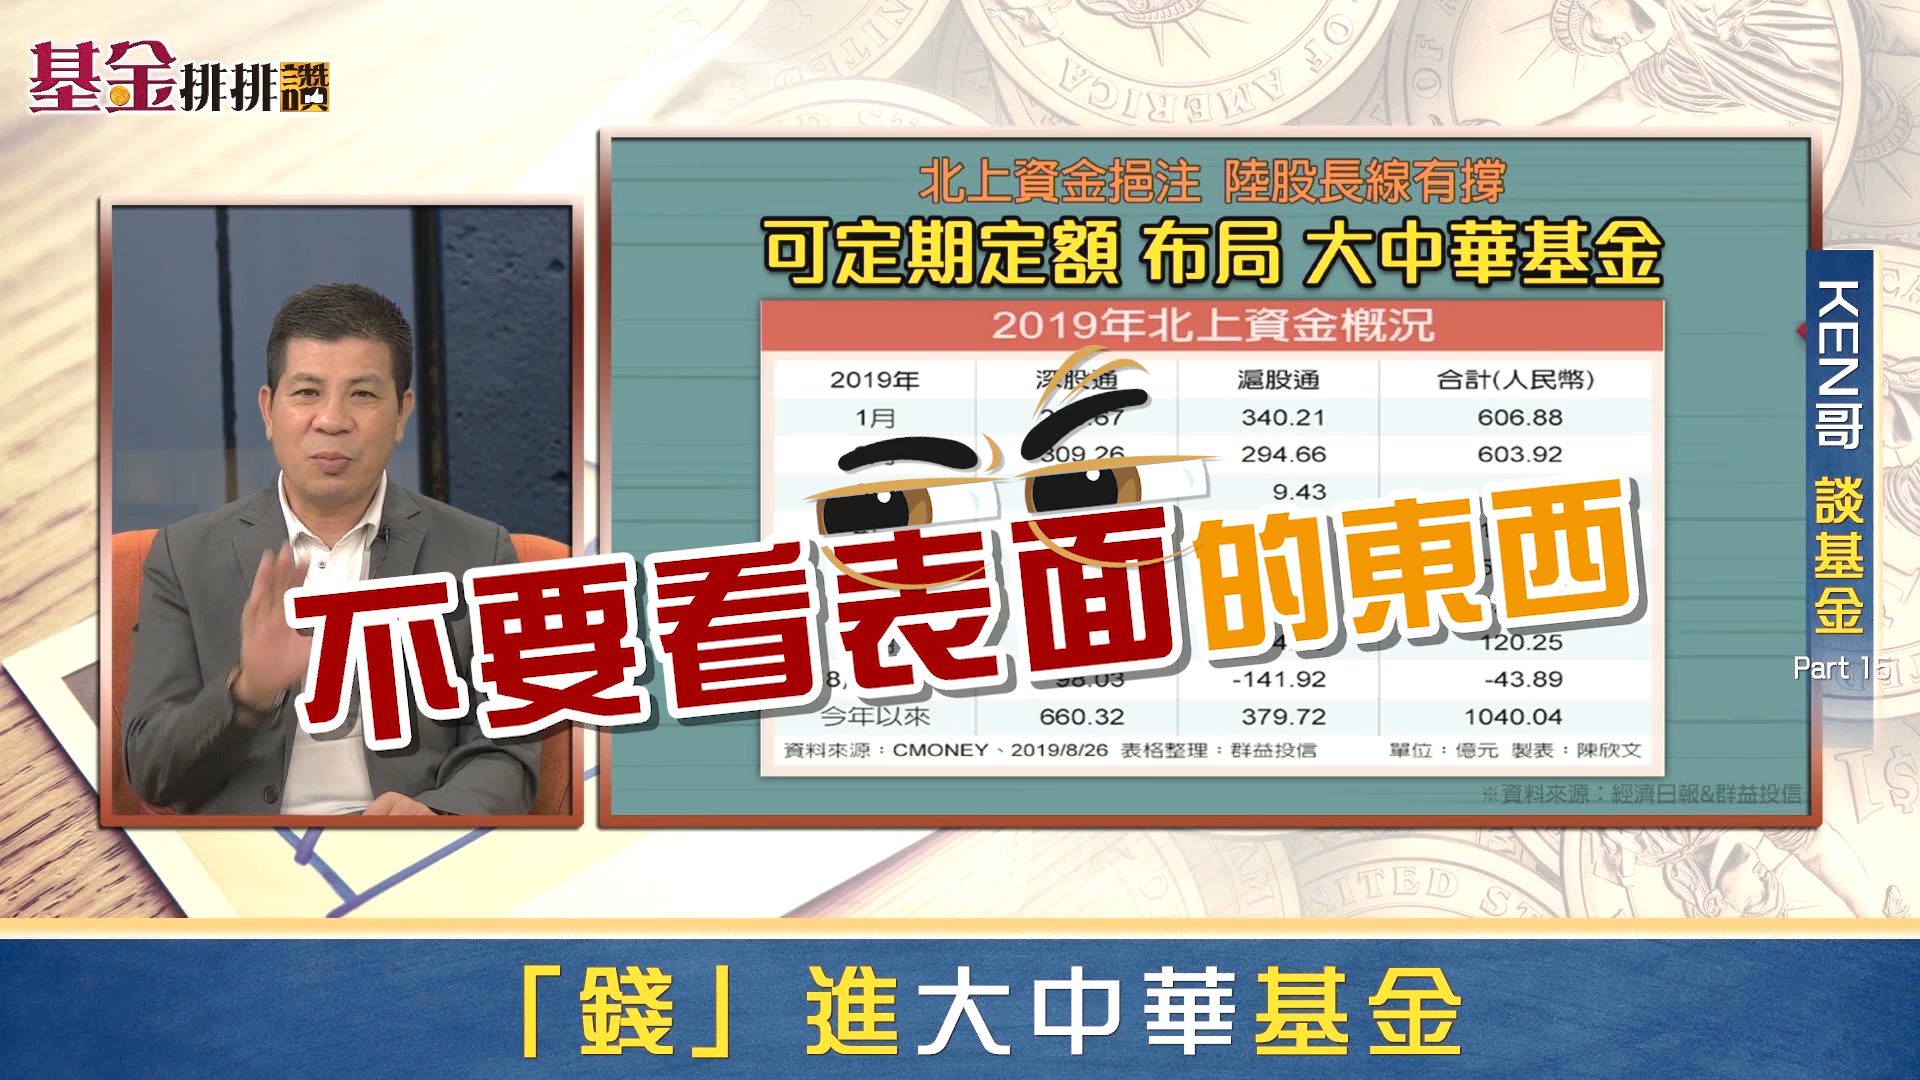 基金排排讚
北上資金挹注 陸股長線有撐
可定期定額 布局 大中華基金
2019年北上資金概況
2019年 深股通 滬股通 合計(人民幣)
1月 340.21 606.88
309.26 294.66 603.92
9.43
120.25
98.03 -141.92 -43.89
今年以來 660.32 379.72 1040.04
資料來源：CMONEY、2019/8/26 表格整理：群益投信 單位：億元 製表：陳欣文
※資料來源：經濟日報&群益投信
不要看表面的東西
KEN哥 談基金
Part 15
「錢」進大中華基金